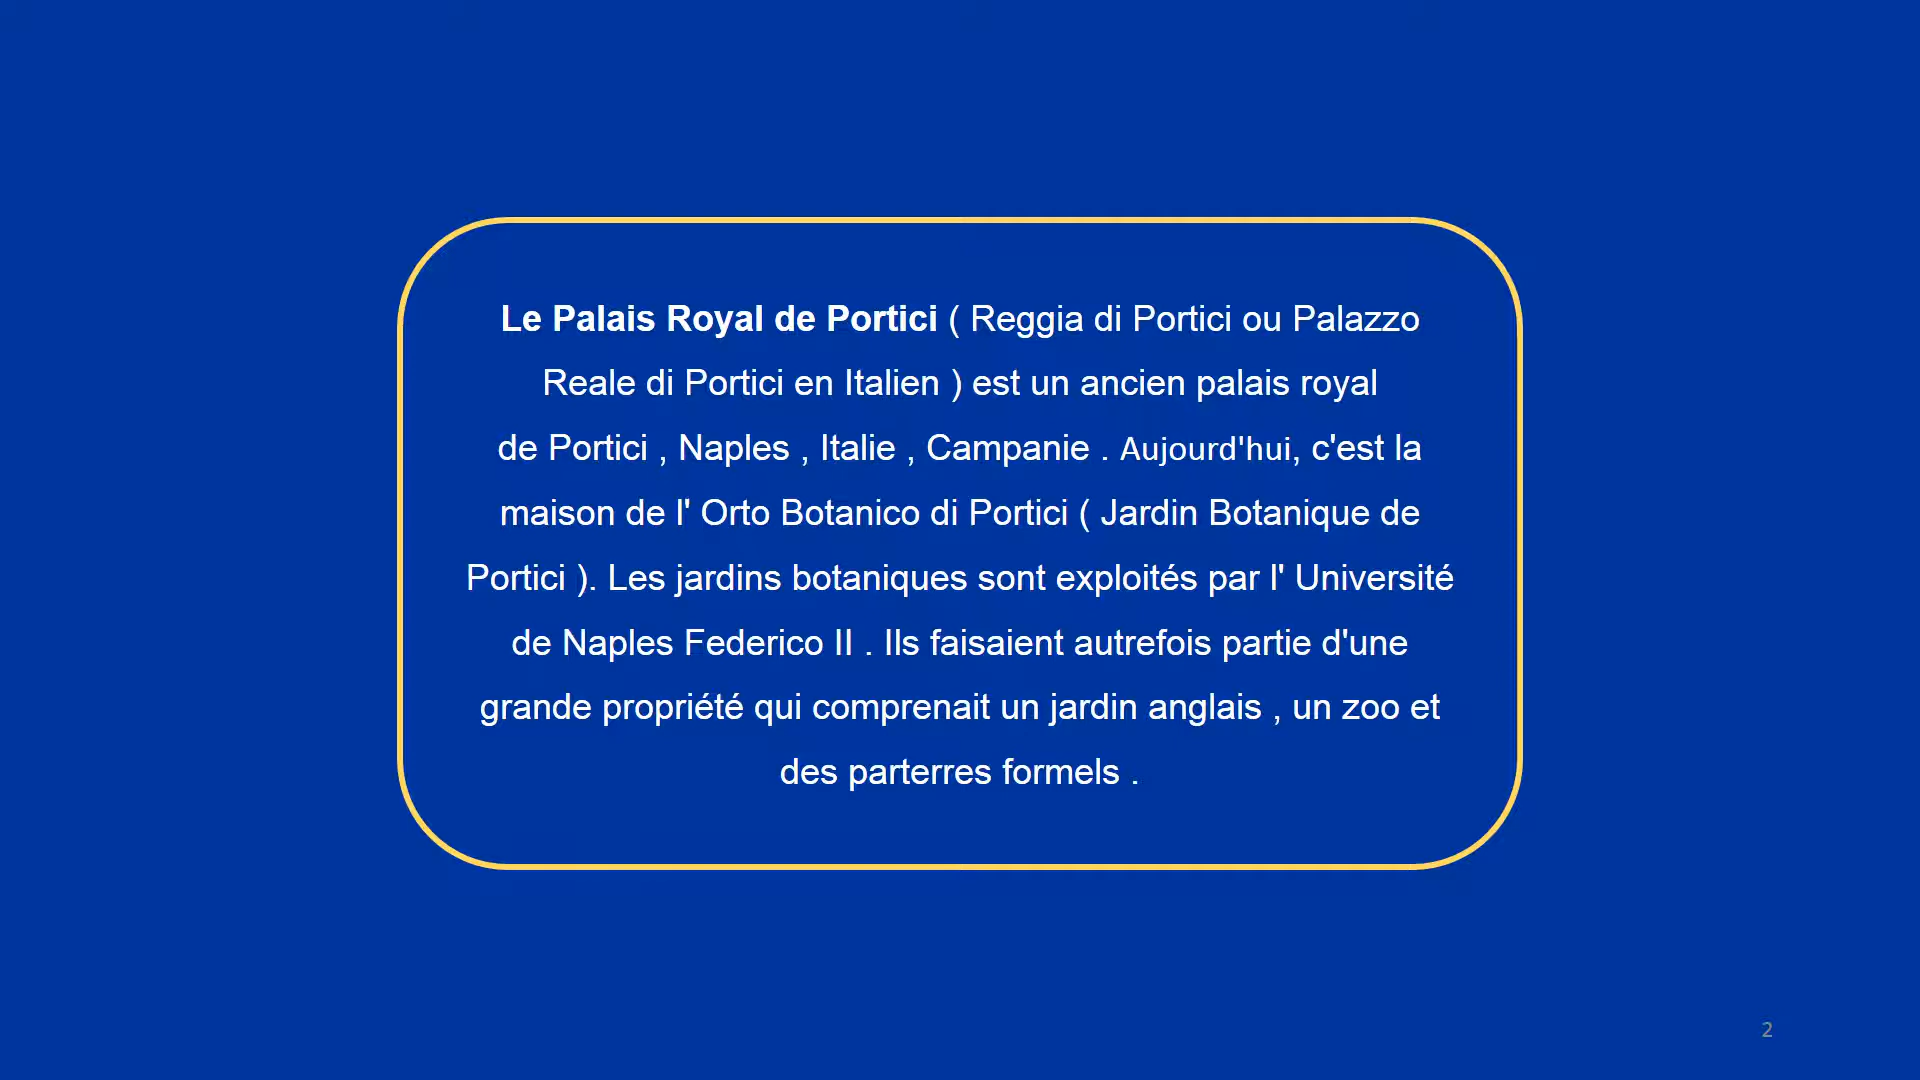 Le Palais Royal de Portici ( Reggia di Portici ou Palazzo
Reale di Portici en Italien ) est un ancien palais royal
de Portici , Naples , Italie , Campanie . Aujourd'hui, c'est la
maison de l' Orto Botanico di Portici ( Jardin Botanique de
Portici ). Les jardins botaniques sont exploités par l' Université
de Naples Federico II . Ils faisaient autrefois partie d'une
grande propriété qui comprenait un jardin anglais , un zoo et
des parterres formels .
2